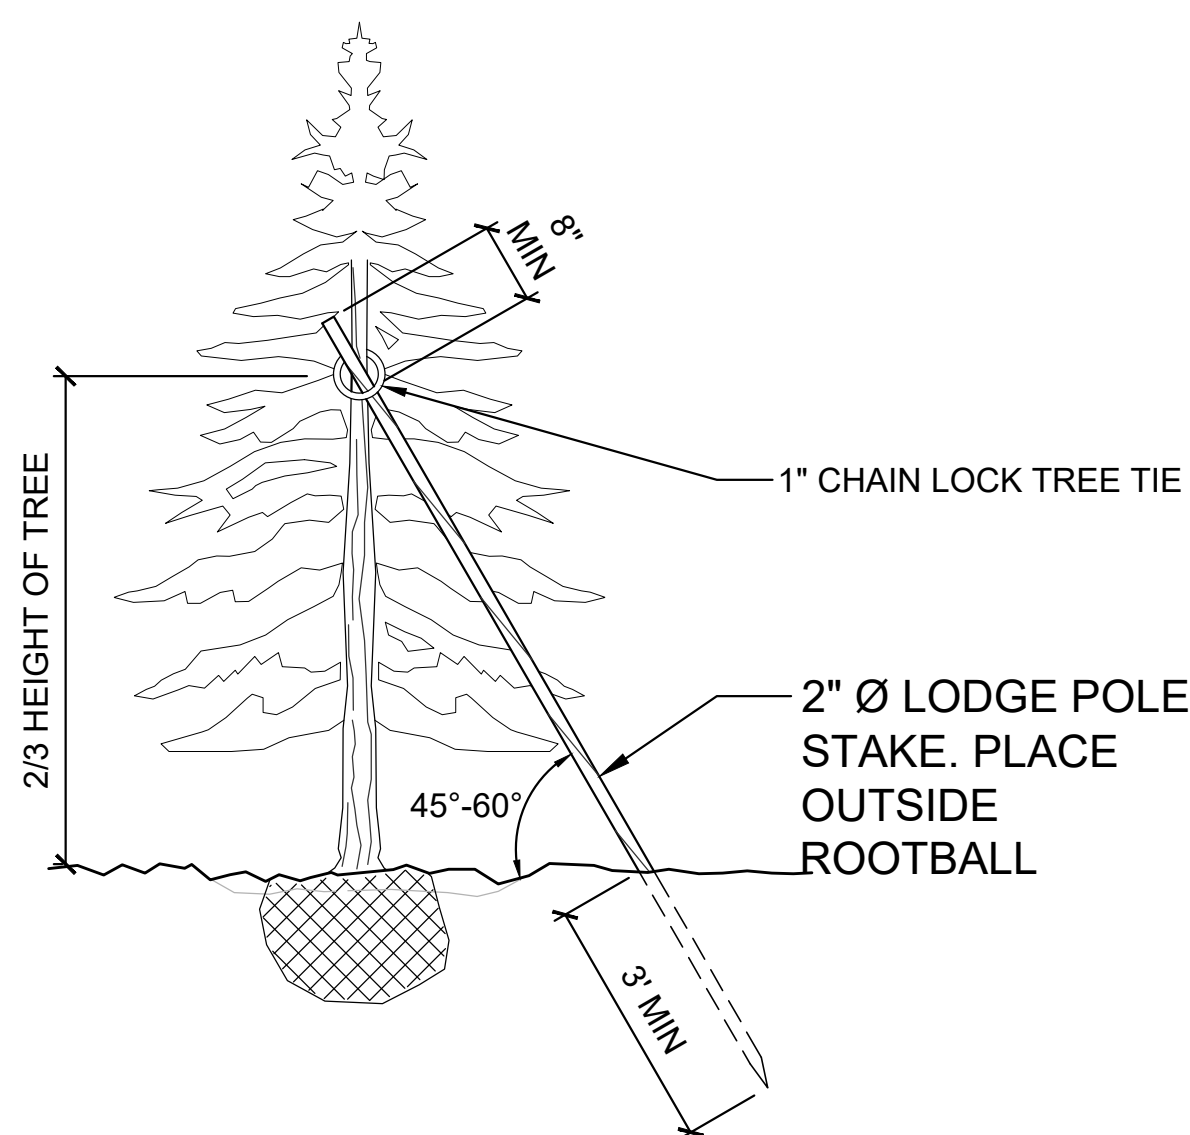 8"
MIN
2/3 HEIGHT OF TREE
1" CHAIN LOCK TREE TIE
2" Ø LODGE POLE
STAKE. PLACE
OUTSIDE
ROOTBALL
45°-60°
3' MIN